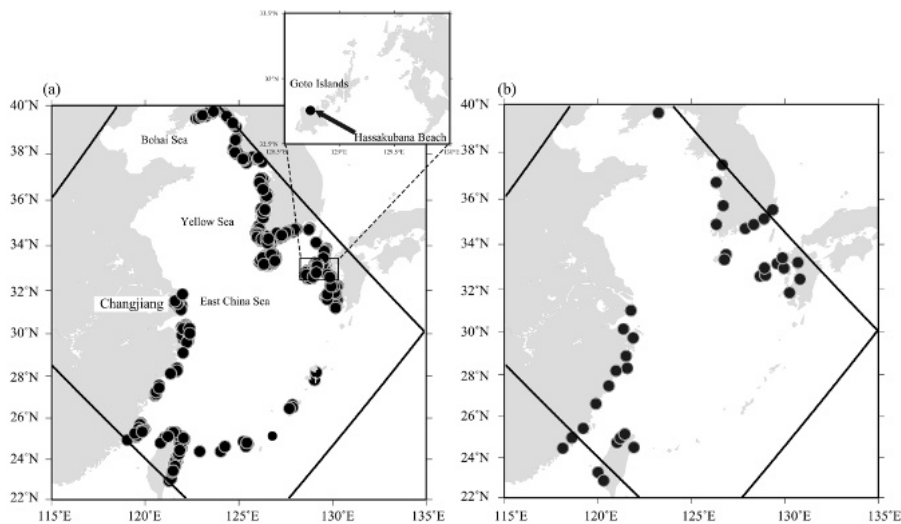 (a)
Goto Islands
Hassakubana Beach
40°N
38°N
36°N
34°N
32°N
30°N
28°N
26°N
24°N
22°N
Bohai Sea
Yellow Sea
Changjiang
East China Sea
115°E 120°E 125°E 130°E 135°E
(b)
40°N
38°N
36°N
34°N
32°N
30°N
28°N
26°N
24°N
22°N
115°E 120°E 125°E 130°E 135°E